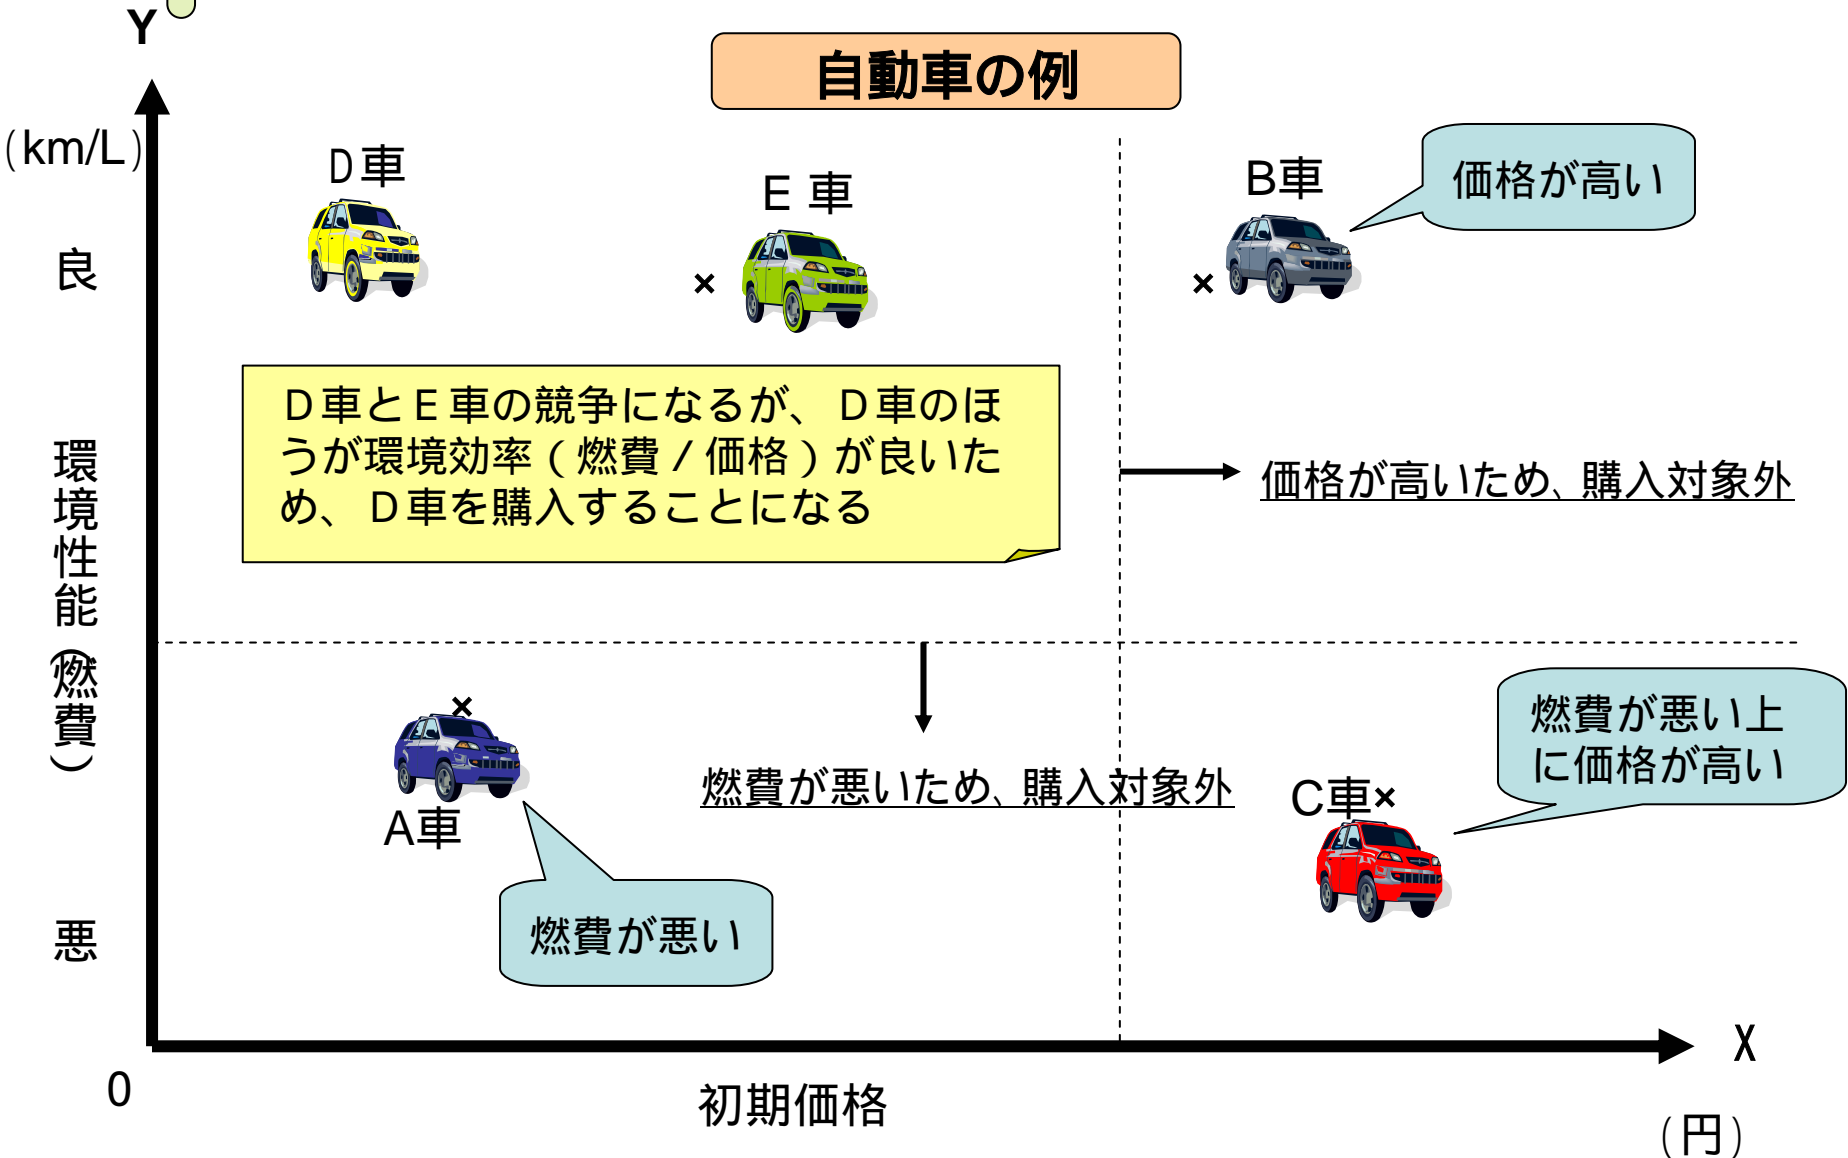 Y
自動車の例
(km/L)
D車
E車
B車
価格が高い
良
×
×
D車とE車の競争になるが、D車のほ
うが環境効率(燃費/価格)が良いた
め、D車を購入することになる
環境性能(燃費)
価格が高いため、購入対象外
×
燃費が悪い上
に価格が高い
燃費が悪いため、購入対象外
C車×
A車
燃費が悪い
悪
X
0
初期価格
(円)